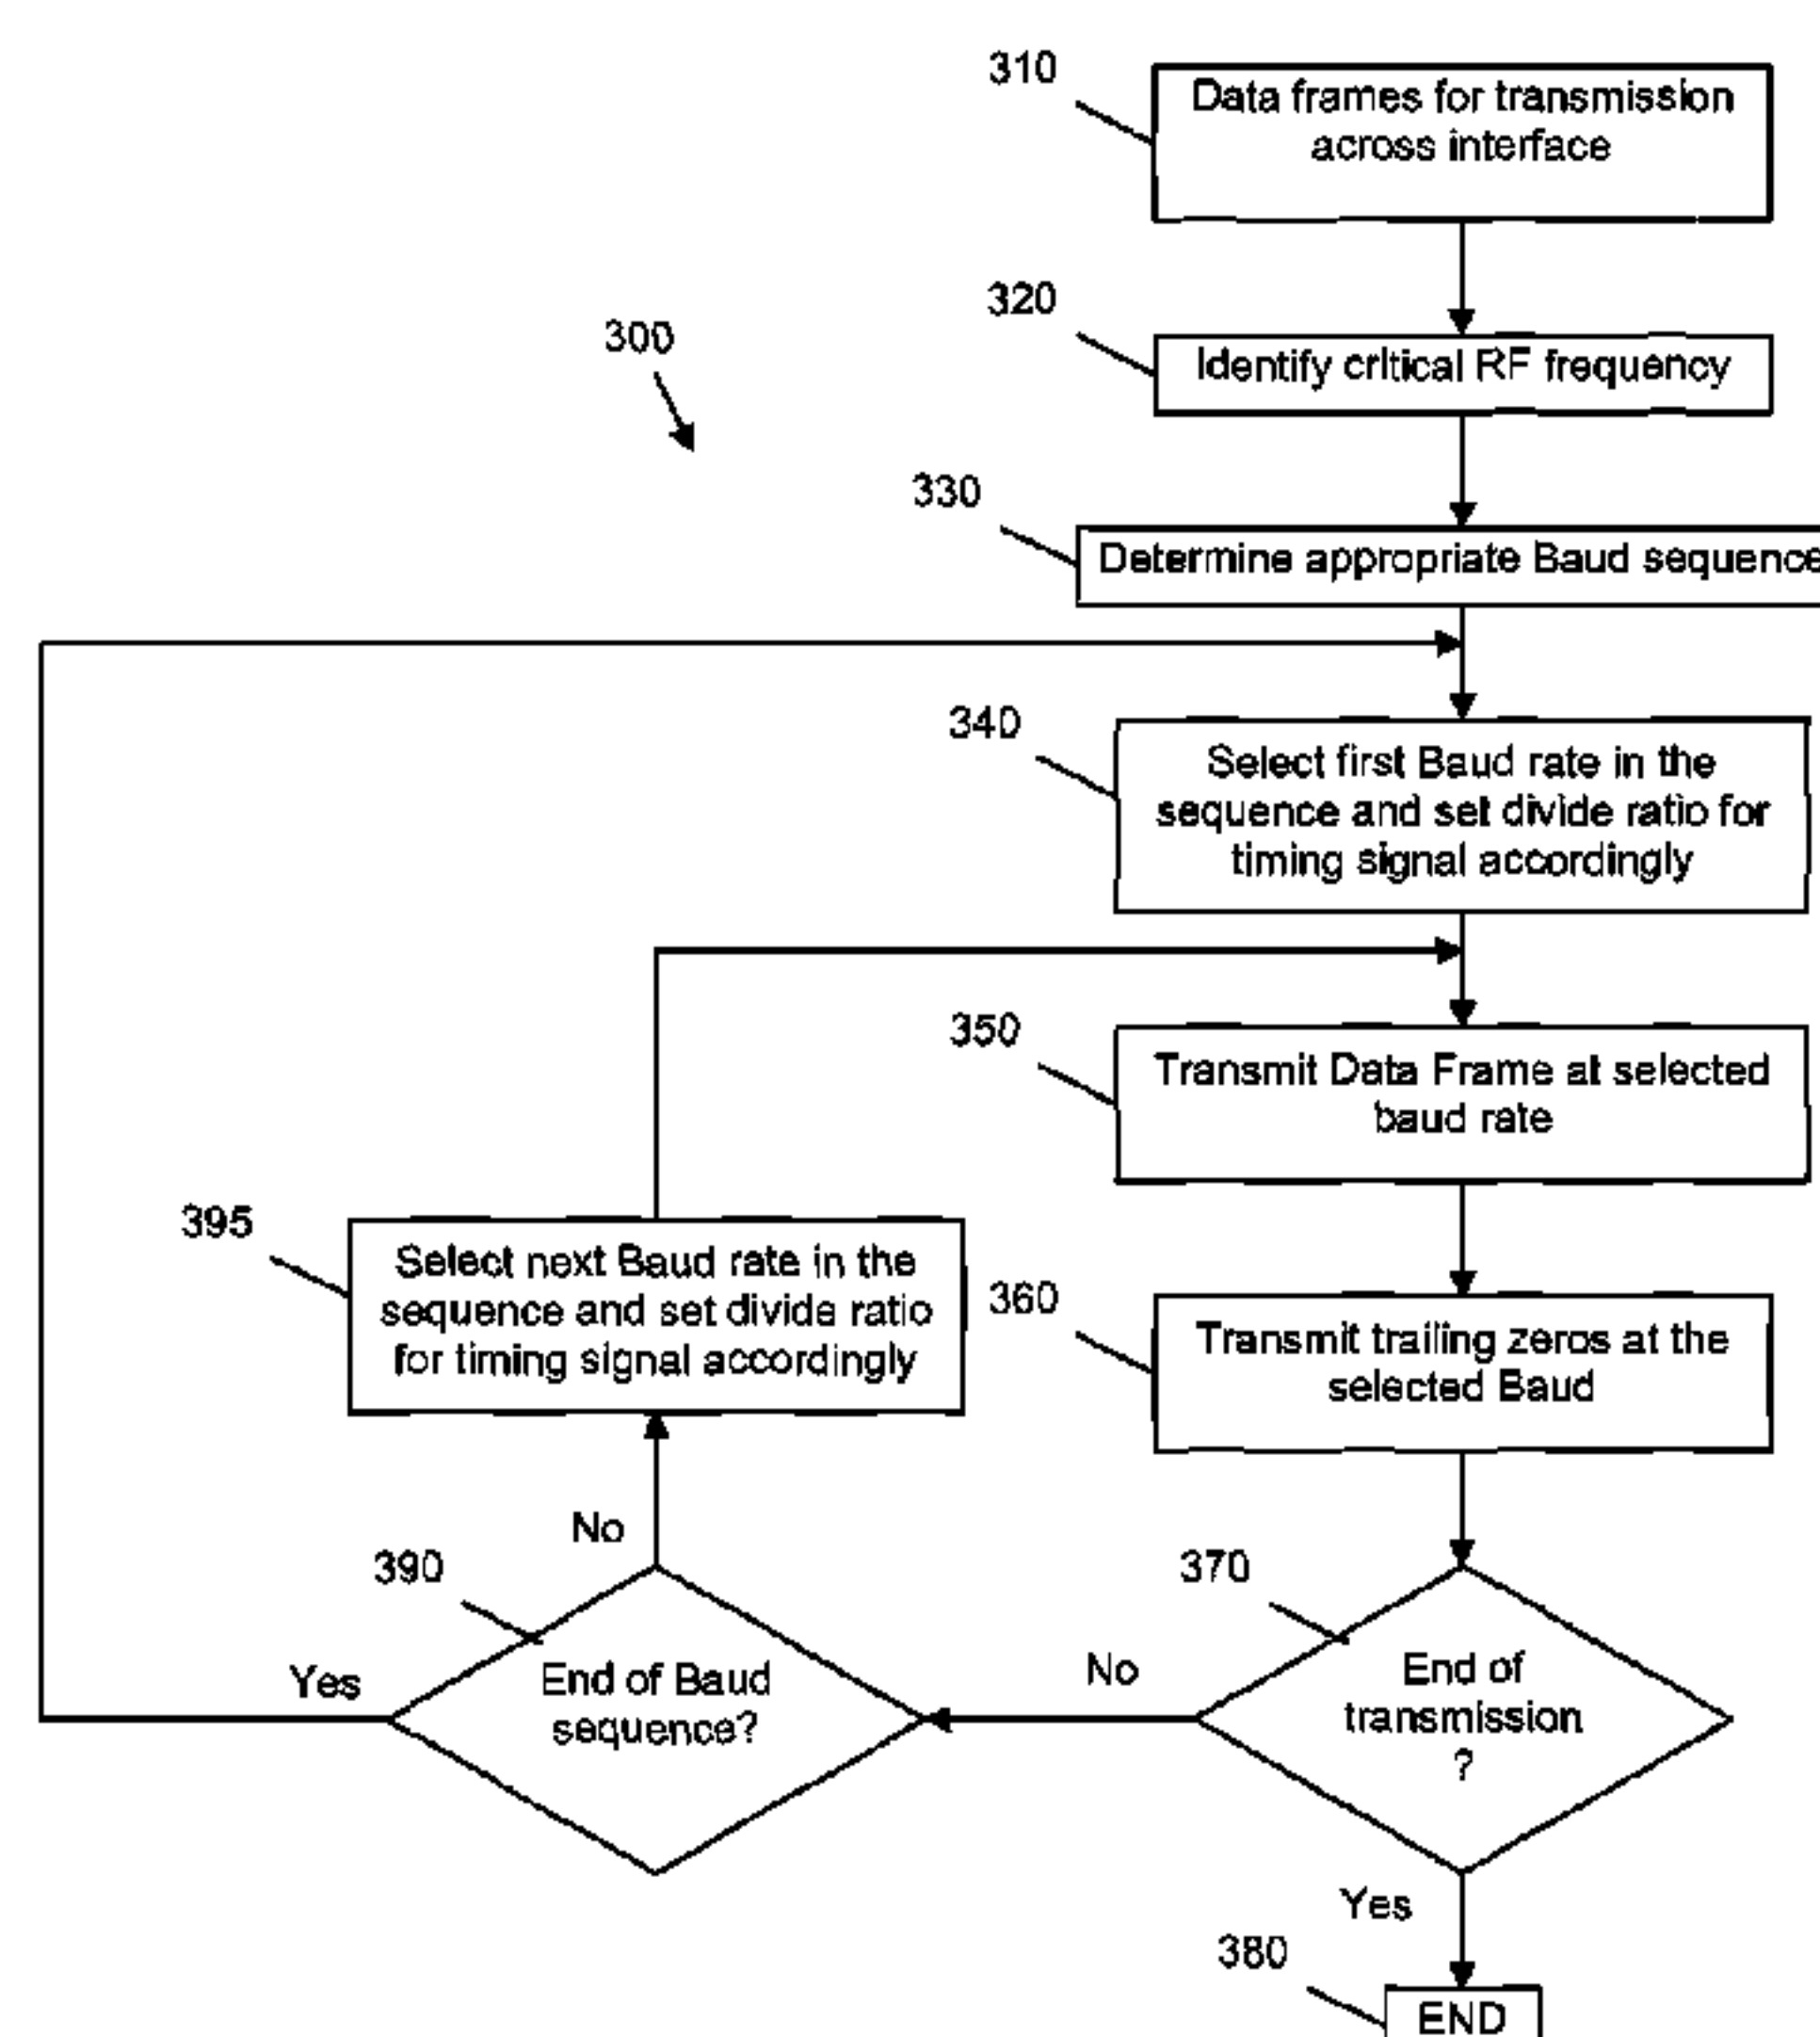 310
Data frames for transmission
across interface
320
Identify critical RF frequency
300
330
Determine appropriate Baud sequence
340
Select first Baud rate in the
sequence and set divide ratio for
timing signal accordingly
350
Transmit Data Frame at selected
baud rate
395
Select next Baud rate in the
sequence and set divide ratio
for timing signal accordingly
360
Transmit trailing zeros at the
selected Baud
No
390
370
Yes
End of Baud
sequence?
No
End of
transmission
?
Yes
380
END